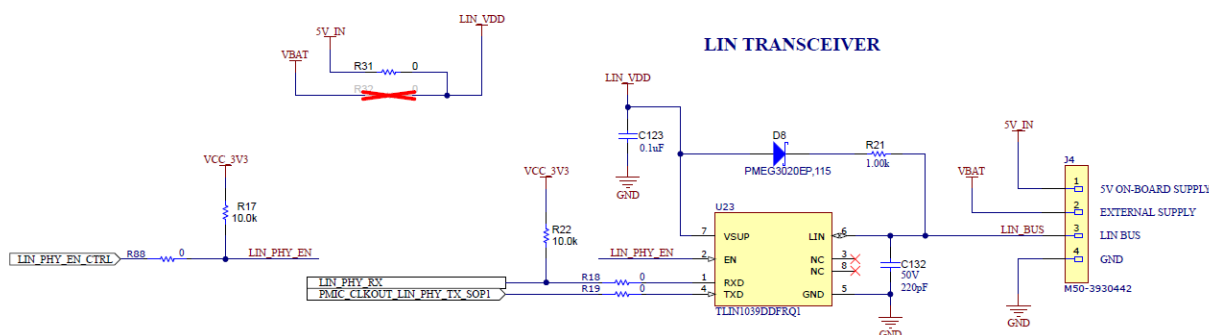 LIN_VDD
5V_IN
LIN TRANSCEIVER
VBAT
R31 0
R32 0
LIN_VDD
C123
0.1uF
GND
D8
PMEG3020EP,115
R21
1.00k
5V_IN
J4
VBAT
1 5V ON-BOARD SUPPLY
2 EXTERNAL SUPPLY
LIN_BUS 3 LIN BUS
4 GND
M50-3930442
GND
VCC_3V3
R17
10.0k
LIN_PHY_EN_CTRL R88 0 LIN_PHY_EN
VCC_3V3
R22
10.0k
U23
7 VSUP LIN 6
LIN_PHY_EN 2 EN NC 3
NC 8
LIN_PHY_RX R18 0 1 RXD
PMIC_CLKOUT_LIN_PHY_TX_SOP1 R19 0 4 TXD GND 5
TLIN1039DDFRQ1
C132
50V
220pF
GND